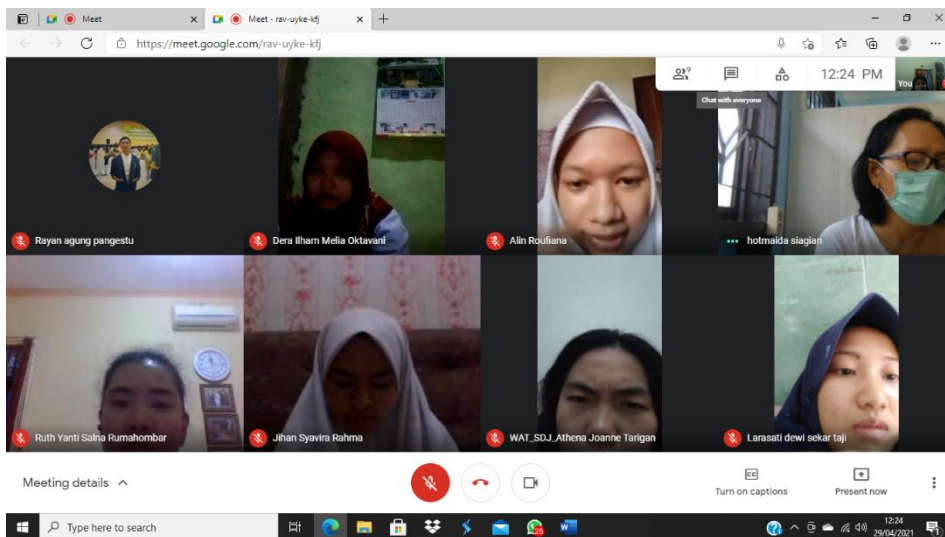 Meet
Meet - rav-uyke-kfj
https://meet.google.com/rav-uyke-kfj
9
12:24 PM
You
Chat with everyone
Rayan agung pangestu
Dera Ilham Melia Oktavani
Alin Roufiana
hotmaida siagian
Ruth Yanti Salna Rumahombar
Jihan Syavira Rahma
WAT_SDJ_Athena Joanne Tarigan
Larasati dewi sekar taji
Meeting details
Turn on captions
Present now
Type here to search
12:24
29/04/2021